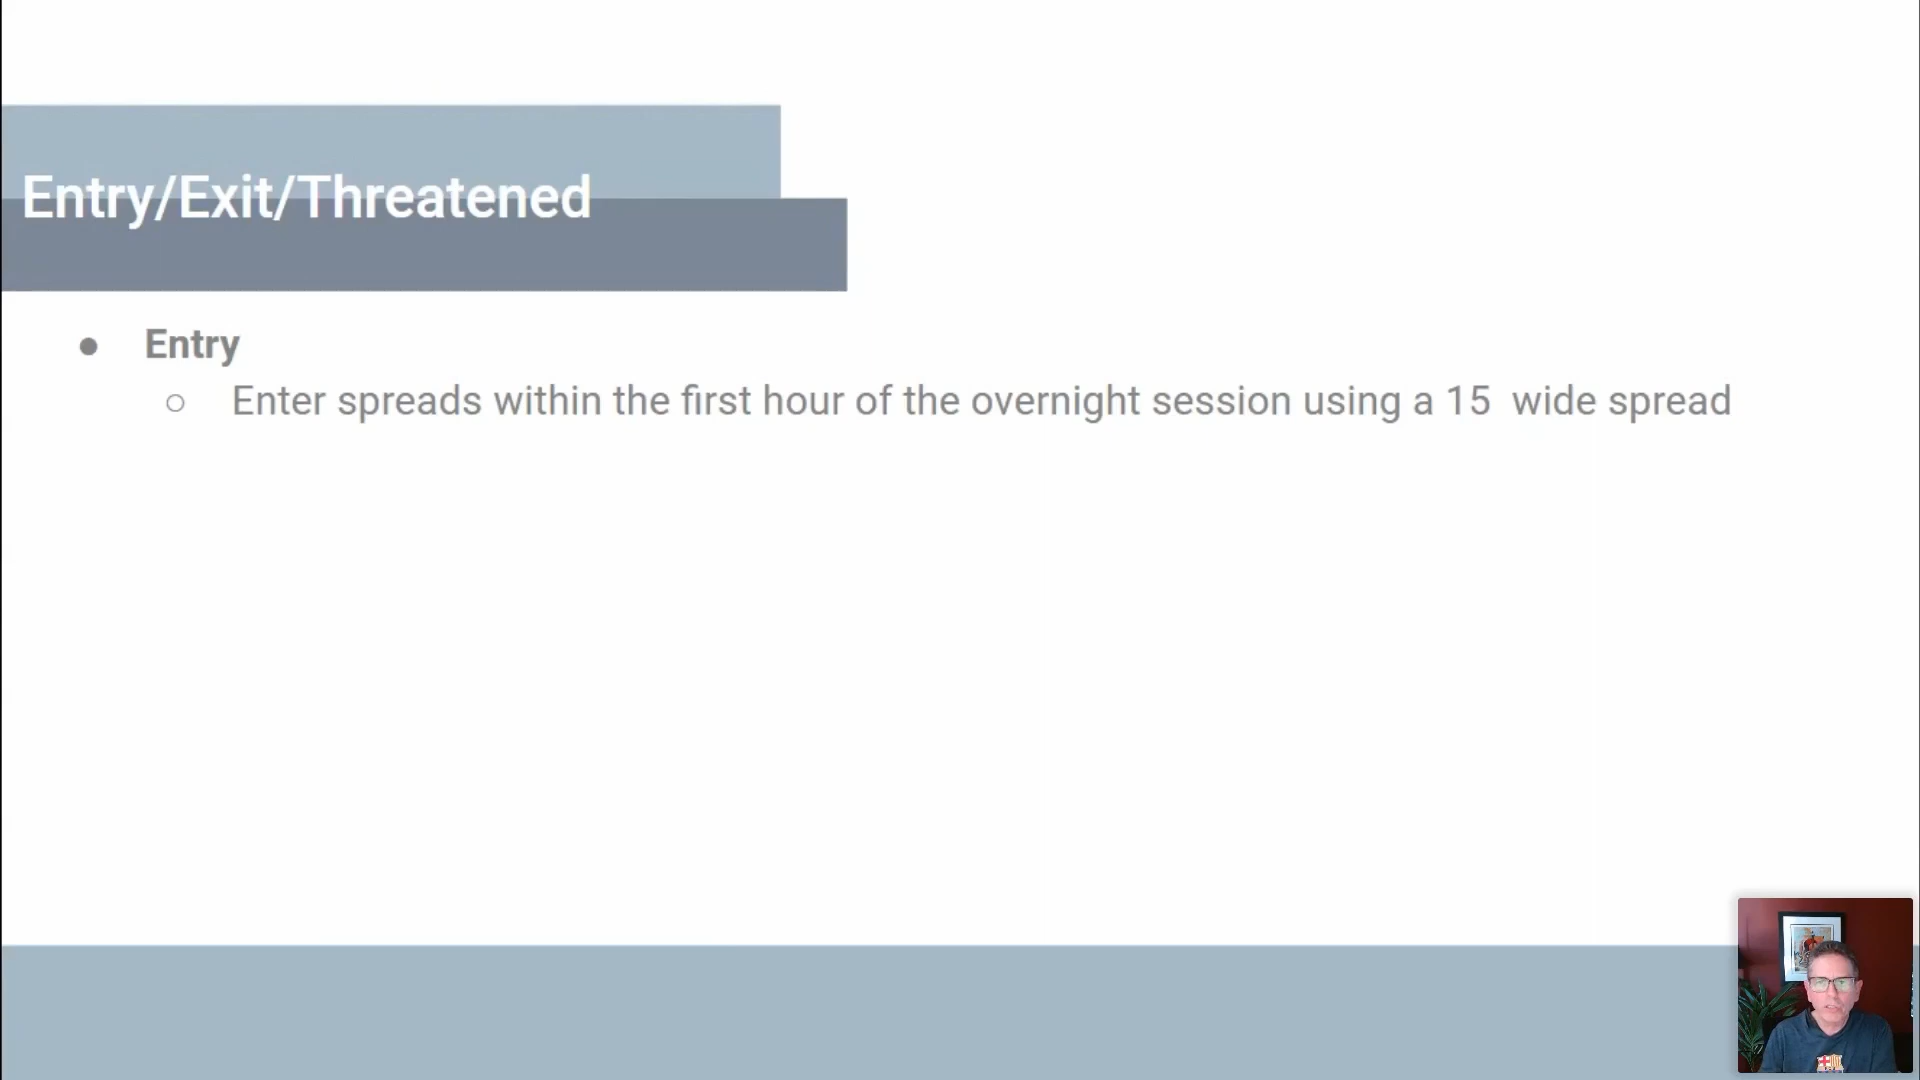 Entry/Exit/Threatened
● Entry
○ Enter spreads within the first hour of the overnight session using a 15  wide spread